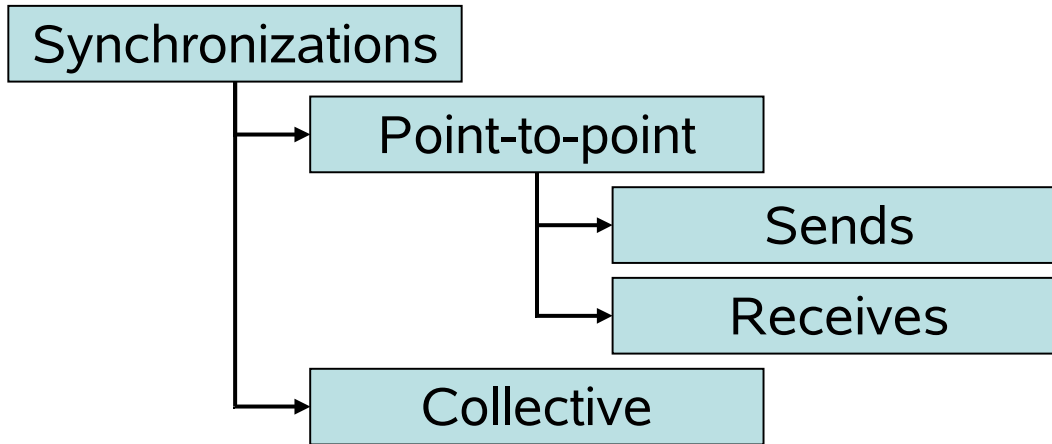 Synchronizations
Point-to-point
Sends
Receives
Collective